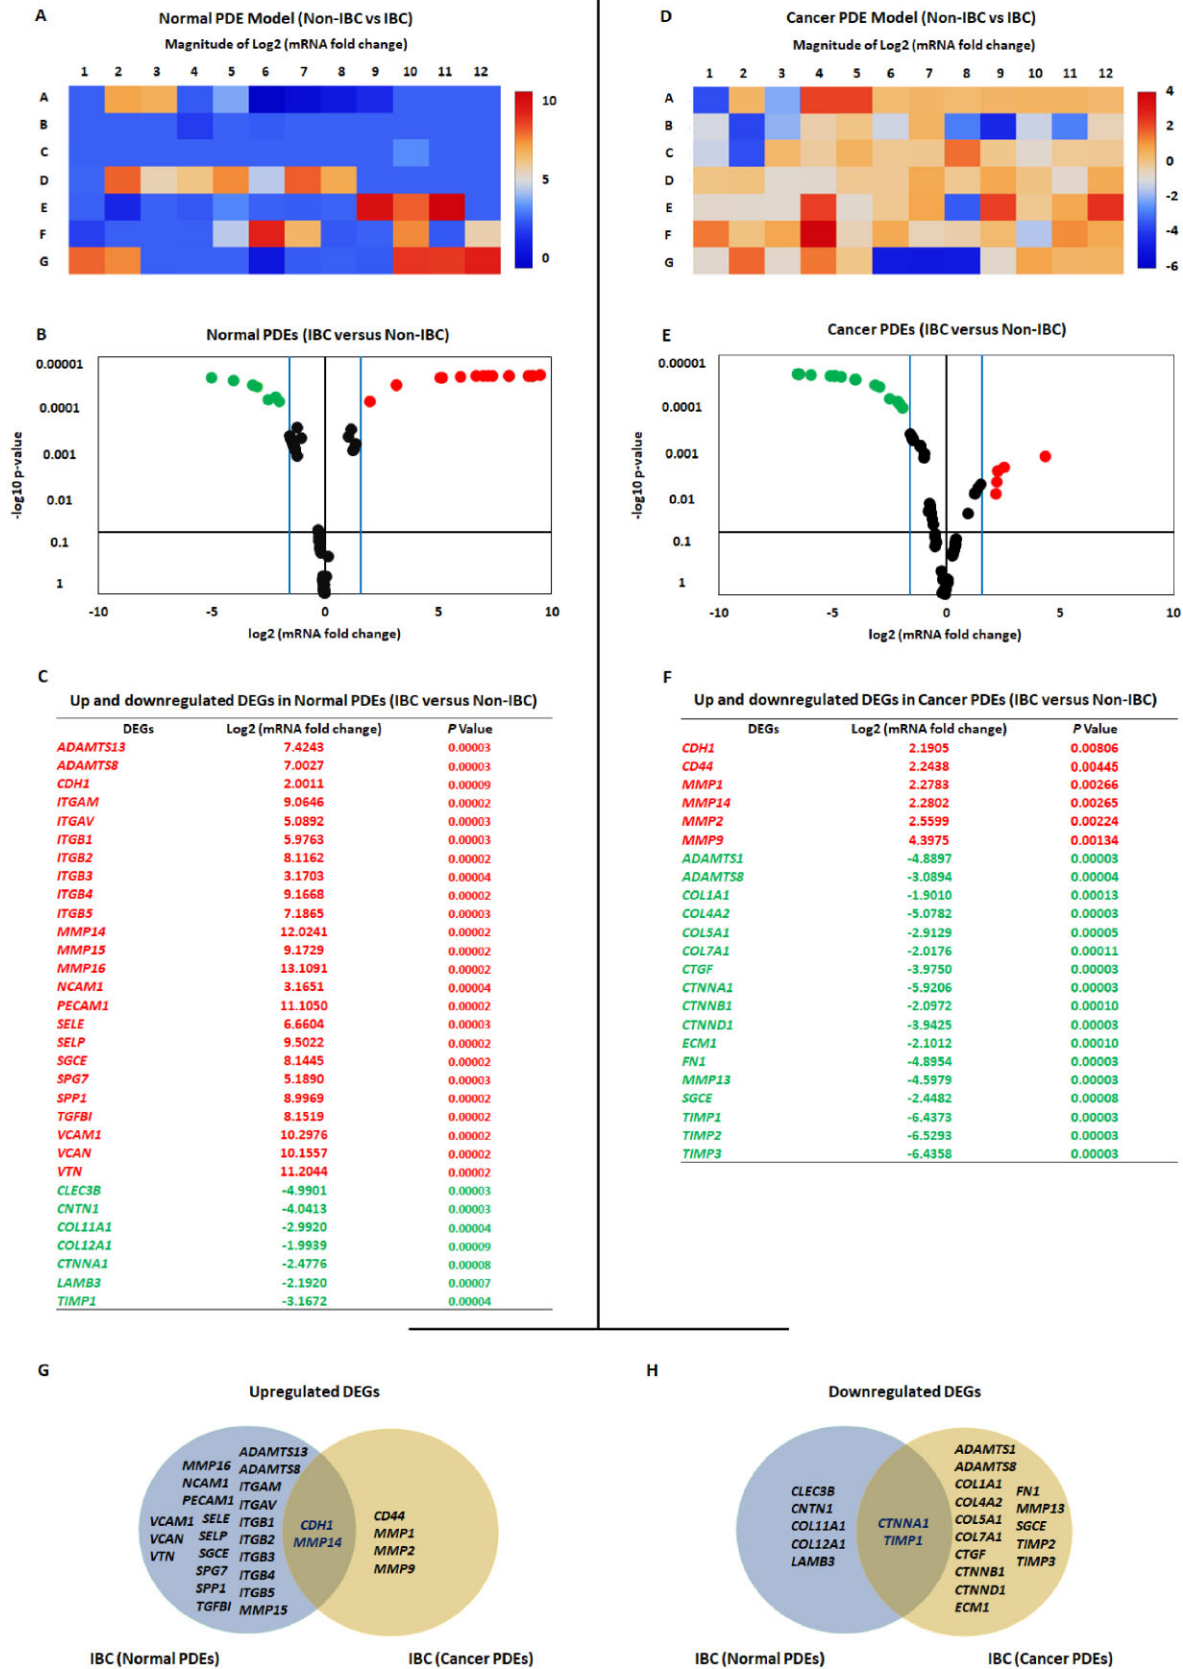 A
Normal PDE Model (Non-IBC vs IBC)
Magnitude of Log2 (mRNA fold change)
1 2 3 4 5 6 7 8 9 10 11 12
A
B
C
D
E
F
G
10
5
0
B
Normal PDEs (IBC versus Non-IBC)
-log10 p-value
0.00001
0.0001
0.001
0.01
0.1
1
-10 -5 0 5 10
log2 (mRNA fold change)
C
Up and downregulated DEGs in Normal PDEs (IBC versus Non-IBC)
DEGs Log2 (mRNA fold change) P Value
ADAMTS13 7.4243 0.00003
ADAMTS8 7.0027 0.00003
CDH1 2.0011 0.00009
ITGAM 9.0646 0.00002
ITGAV 5.0892 0.00003
ITGB1 5.9763 0.00003
ITGB2 8.1162 0.00002
ITGB3 3.1703 0.00004
ITGB4 9.1668 0.00002
ITGB5 7.1865 0.00003
MMP14 12.0241 0.00002
MMP15 9.1729 0.00002
MMP16 13.1091 0.00002
NCAM1 3.1651 0.00004
PECAM1 11.1050 0.00002
SELE 6.6604 0.00003
SELP 9.5022 0.00002
SGCE 8.1445 0.00002
SPG7 5.1890 0.00003
SPP1 8.9969 0.00002
TGFBI 8.1519 0.00002
VCAM1 10.2976 0.00002
VCAN 10.1557 0.00002
VTN 11.2044 0.00002
CLEC3B -4.9901 0.00003
CNTN1 -4.0413 0.00003
COL11A1 -2.9920 0.00004
COL12A1 -1.9939 0.00009
CTNNA1 -2.4776 0.00008
LAMB3 -2.1920 0.00007
TIMP1 -3.1672 0.00004
D
Cancer PDE Model (Non-IBC vs IBC)
Magnitude of Log2 (mRNA fold change)
1 2 3 4 5 6 7 8 9 10 11 12
A
B
C
D
E
F
G
4
2
0
-2
-4
-6
E
Cancer PDEs (IBC versus Non-IBC)
-log10 p-value
0.00001
0.0001
0.001
0.01
0.1
1
-10 -5 0 5 10
log2 (mRNA fold change)
F
Up and downregulated DEGs in Cancer PDEs (IBC versus Non-IBC)
DEGs Log2 (mRNA fold change) P Value
CDH1 2.1905 0.00806
CD44 2.2438 0.00445
MMP1 2.2783 0.00266
MMP14 2.2802 0.00265
MMP2 2.5599 0.00224
MMP9 4.3975 0.00134
ADAMTS1 -4.8897 0.00003
ADAMTS8 -3.0894 0.00004
COL1A1 -1.9010 0.00013
COL4A2 -5.0782 0.00003
COL5A1 -2.9129 0.00005
COL7A1 -2.0176 0.00011
CTGF -3.9750 0.00003
CTNNA1 -5.9206 0.00003
CTNNB1 -2.0972 0.00010
CTNND1 -3.9425 0.00003
ECM1 -2.1012 0.00010
FN1 -4.8954 0.00003
MMP13 -4.5979 0.00003
SGCE -2.4482 0.00008
TIMP1 -6.4373 0.00003
TIMP2 -6.5293 0.00003
TIMP3 -6.4358 0.00003
G
Upregulated DEGs
VCAM1
VCAN
VTN
MMP16
NCAM1
PECAM1
SELE
SELP
SGCE
SPG7
SPP1
TGFBI
ADAMTS13
ADAMTS8
ITGAM
ITGAV
ITGB1
ITGB2
ITGB3
ITGB4
ITGB5
MMP15
CDH1
MMP14
CD44
MMP1
MMP2
MMP9
IBC (Normal PDEs) IBC (Cancer PDEs)
H
Downregulated DEGs
CLEC3B
CNTN1
COL11A1
COL12A1
LAMB3
CTNNA1
TIMP1
ADAMTS1
ADAMTS8
COL1A1
COL4A2
COL5A1
COL7A1
CTGF
CTNNB1
CTNND1
ECM1
FN1
MMP13
SGCE
TIMP2
TIMP3
IBC (Normal PDEs) IBC (Cancer PDEs)